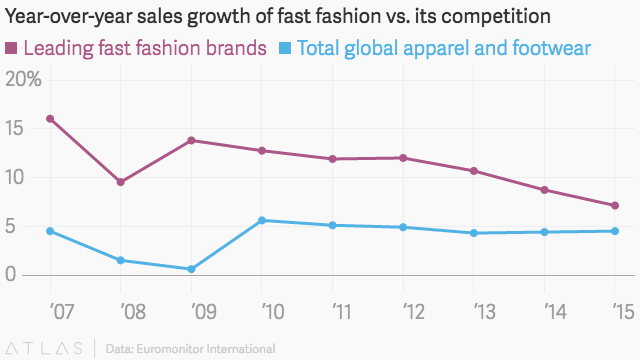 Year-over-year sales growth of fast fashion vs. its competition
Leading fast fashion brands Total global apparel and footwear
20%
15
10
5
0
’07 ’08 ’09 ’10 ’11 ’12 ’13 ’14 ’15
ATLAS Data: Euromonitor International